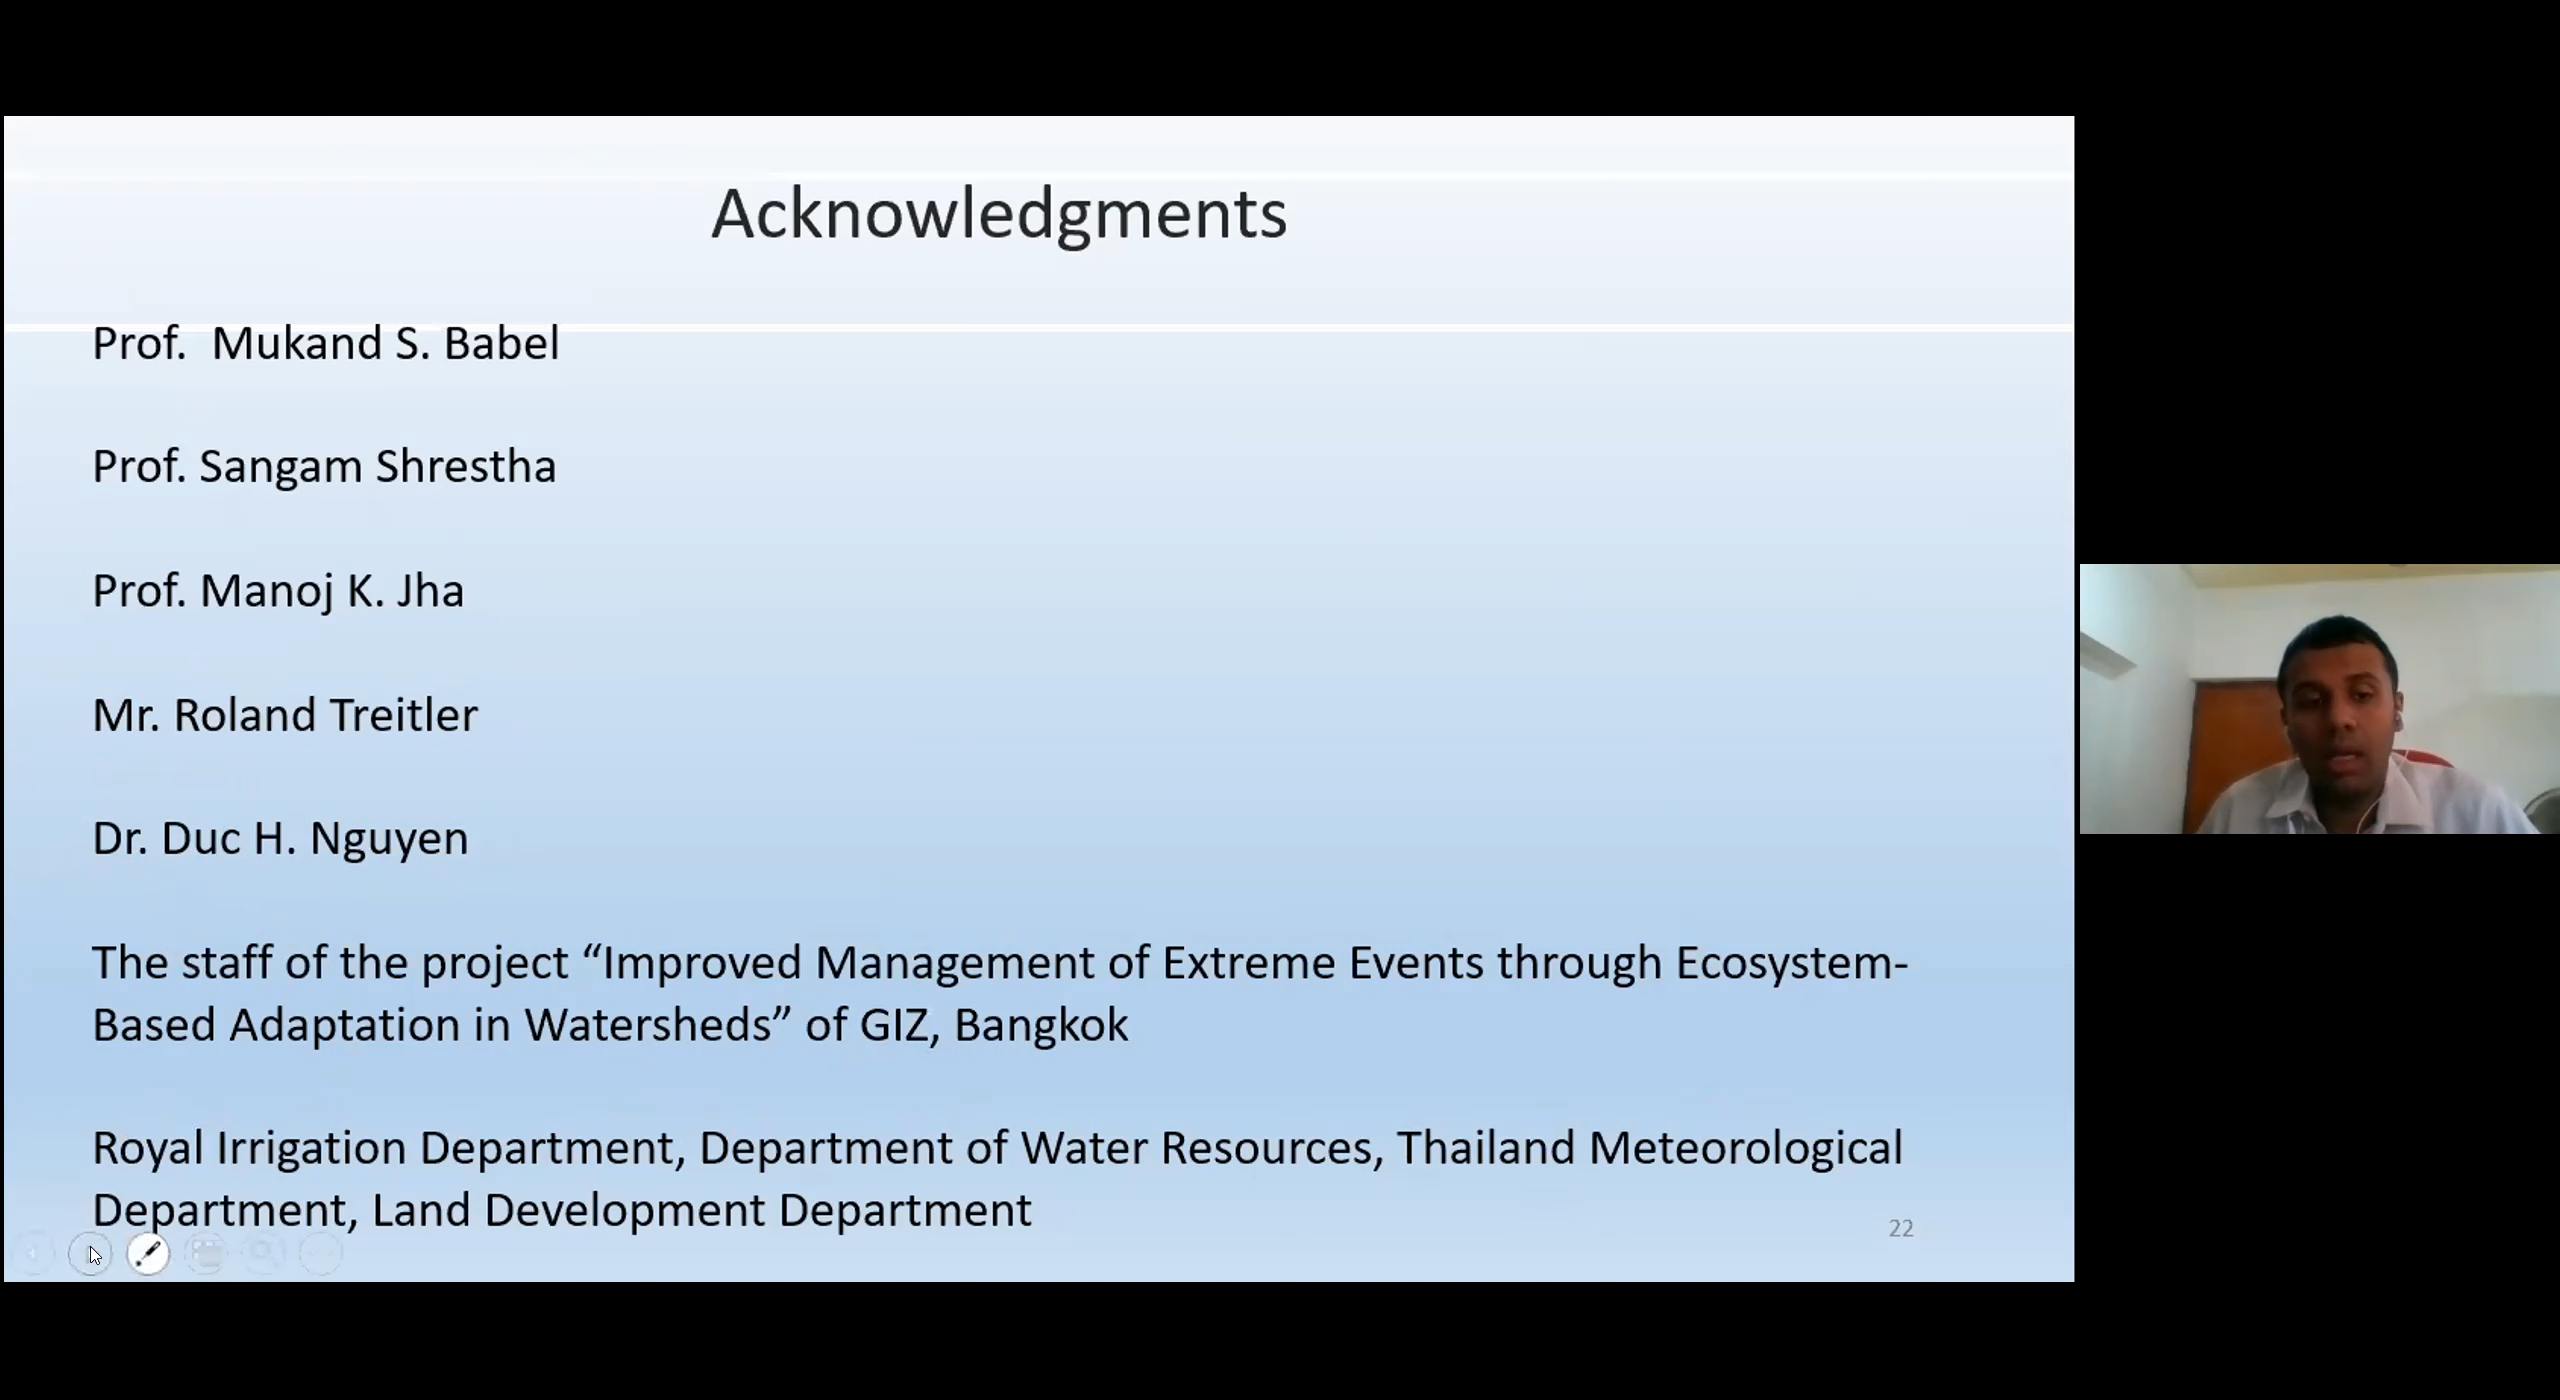 Acknowledgments
Prof.  Mukand S. Babel
Prof. Sangam Shrestha
Prof. Manoj K. Jha
Mr. Roland Treitler
Dr. Duc H. Nguyen
The staff of the project “Improved Management of Extreme Events through Ecosystem-
Based Adaptation in Watersheds” of GIZ, Bangkok
Royal Irrigation Department, Department of Water Resources, Thailand Meteorological
Department, Land Development Department
22